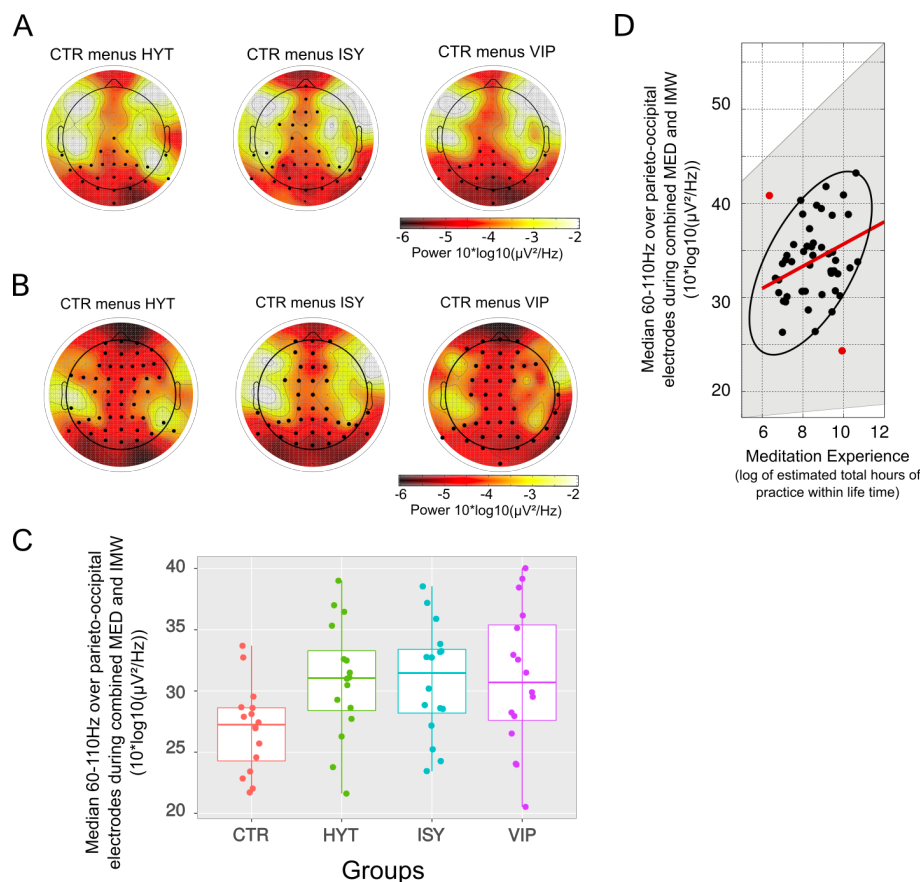 A
CTR menus HYT
CTR menus ISY
CTR menus VIP
-6 -5 -4 -3 -2
Power 10*log10(µV²/Hz)
B
CTR menus HYT
CTR menus ISY
CTR menus VIP
-6 -5 -4 -3 -2
Power 10*log10(µV²/Hz)
C
Median 60-110Hz over pareto-occipital
electrodes during combined MED and IMW
(10*log10(µV²/Hz))
40
35
30
25
20
CTR HYT ISY VIP
Groups
D
Median 60-110Hz over parieto-occipital
electrodes during combined MED and IMW
(10*log10(µV²/Hz))
50
40
30
20
6 8 10 12
Meditation Experience
(log of estimated total hours of
practice within life time)